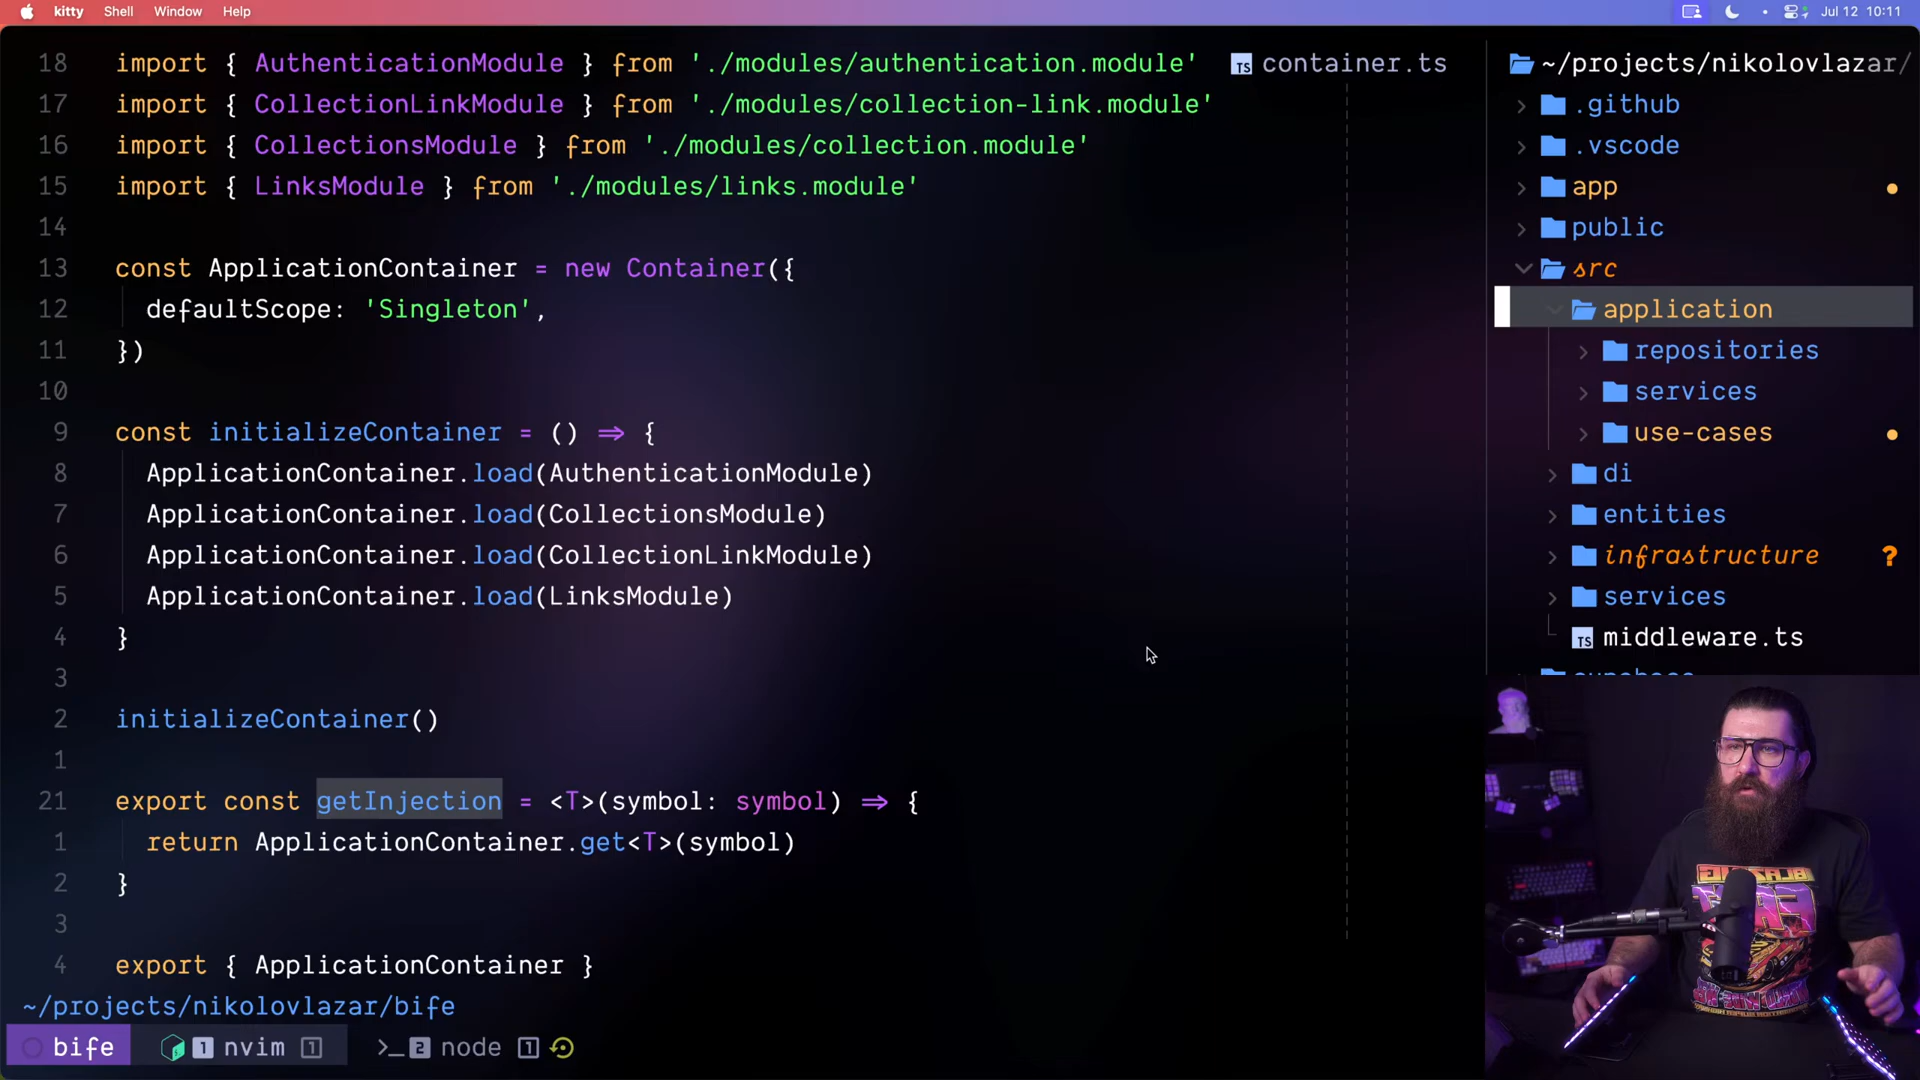 kitty Shell Window Help Jul 12 10:11
18 import { AuthenticationModule } from './modules/authentication.module'
17 import { CollectionLinkModule } from './modules/collection-link.module'
16 import { CollectionsModule } from './modules/collection.module'
15 import { LinksModule } from './modules/links.module'
14
13 const ApplicationContainer = new Container({
12 defaultScope: 'Singleton',
11 })
10
9 const initializeContainer = () => {
8 ApplicationContainer.load(AuthenticationModule)
7 ApplicationContainer.load(CollectionsModule)
6 ApplicationContainer.load(CollectionLinkModule)
5 ApplicationContainer.load(LinksModule)
4 }
3
2 initializeContainer()
1
21 export const getInjection = <T>(symbol: symbol) => {
1 return ApplicationContainer.get<T>(symbol)
2 }
3
4 export { ApplicationContainer }
~/projects/nikolovlazar/bife
bife 1 nvim 1 >_ 2 node 1
TS container.ts
~/projects/nikolovlazar/
.github
.vscode
app
public
src
application
repositories
services
use-cases
di
entities
infrastructure ?
services
TS middleware.ts